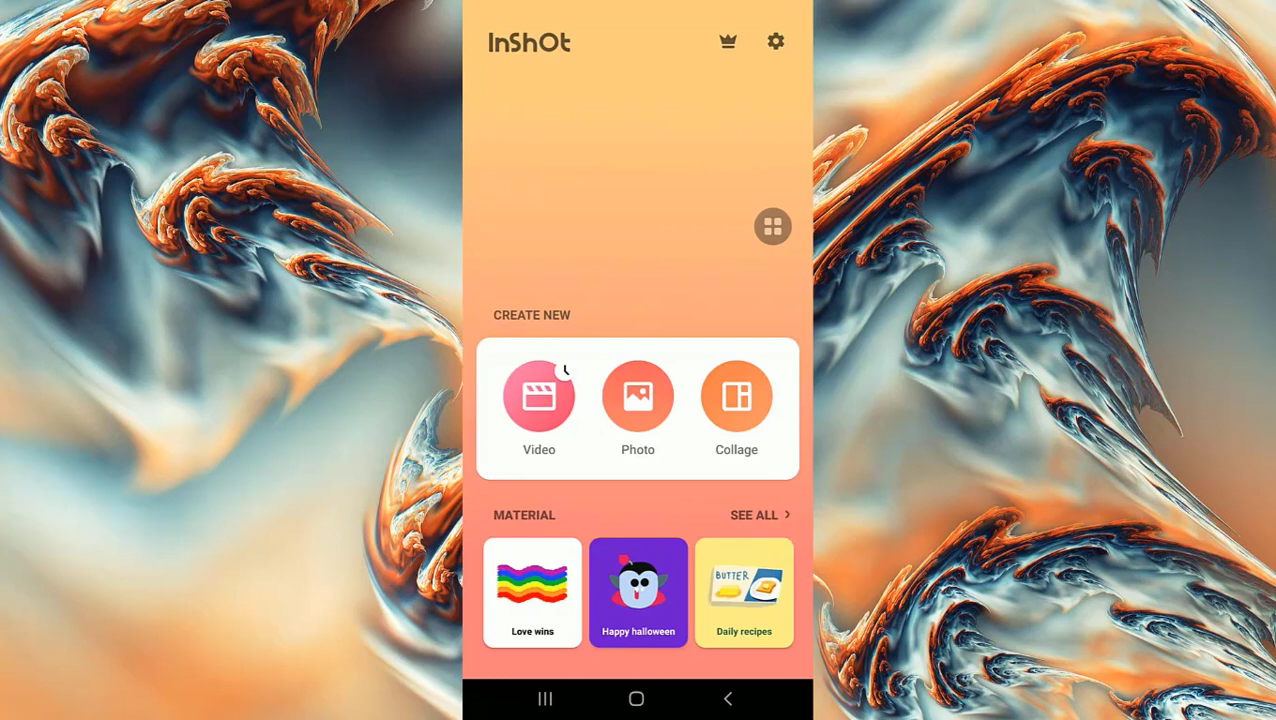 InShOt
CREATE NEW
Video
Photo
Collage
MATERIAL
SEE ALL >
BUTTER
Love wins
Happy halloween
Daily recipes